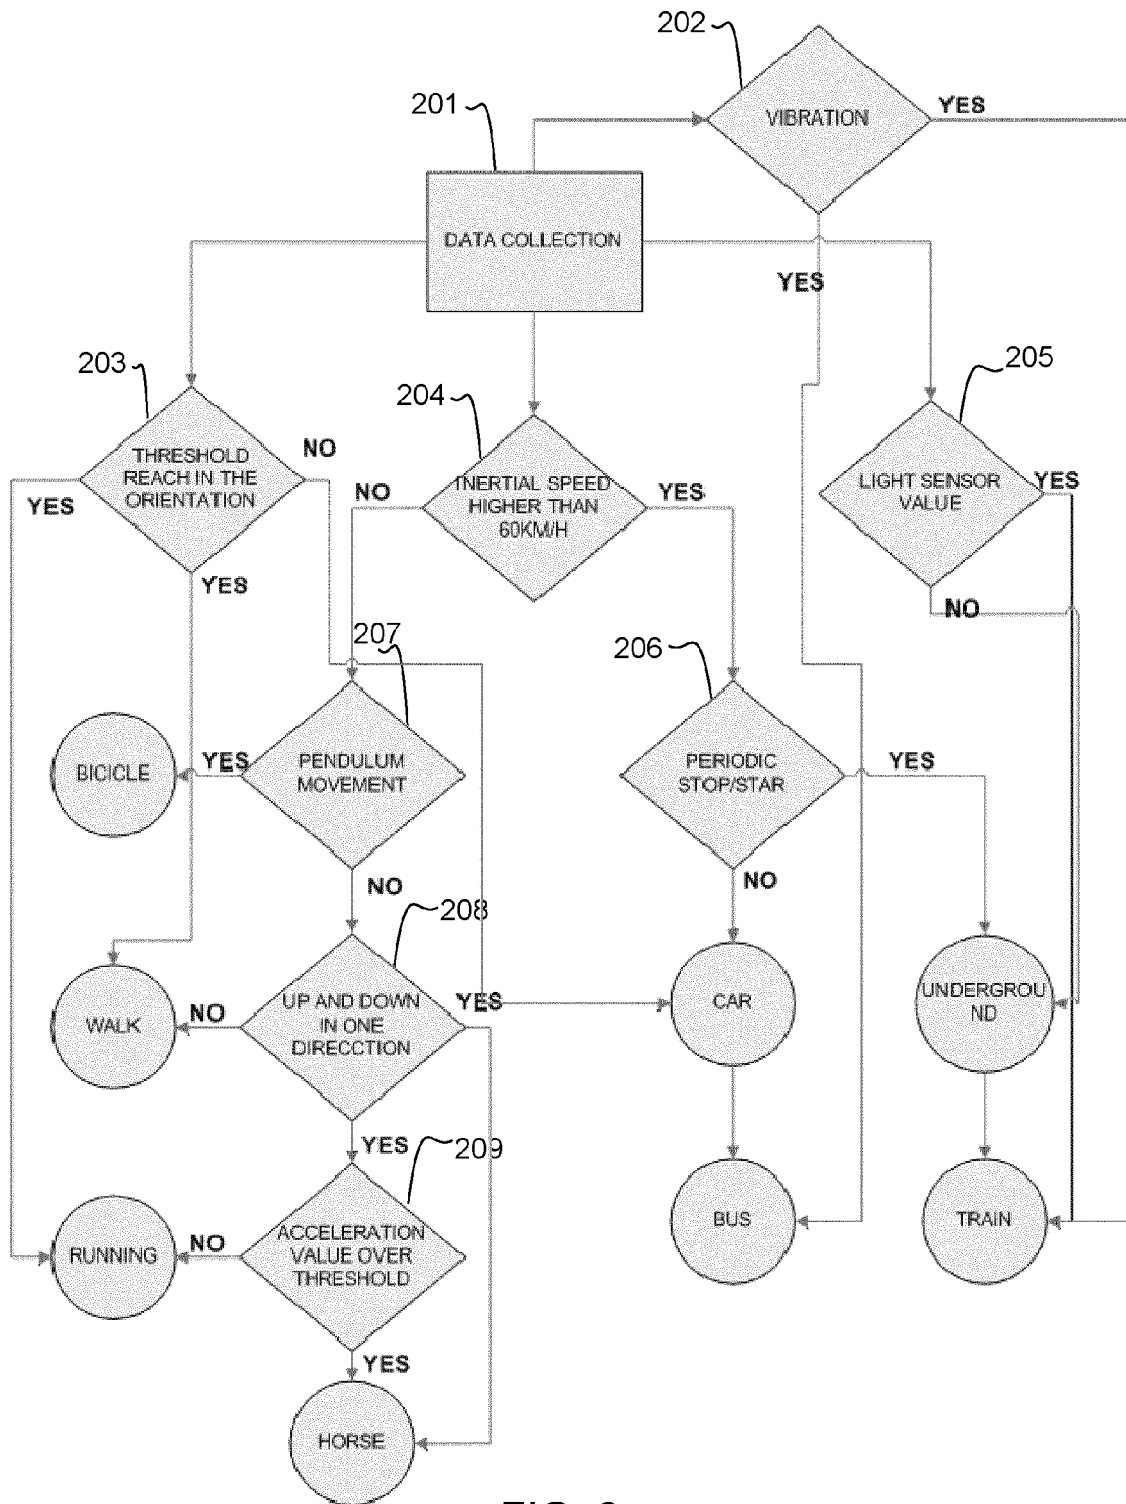 202
VIBRATION
YES
201
DATA COLLECTION
YES
203
204
205
THRESHOLD
REACH IN THE
ORIENTATION
NO
YES
YES
INERTIAL SPEED
HIGHER THAN
60KM/H
NO
YES
LIGHT SENSOR
VALUE
YES
NO
207
206
BICICLE
YES
PENDULUM
MOVEMENT
NO
PERIODIC
STOP/STAR
YES
NO
208
WALK
NO
UP AND DOWN
IN ONE
DIRECCTION
YES
CAR
UNDERGROU
ND
YES
209
RUNNING
NO
ACCELERATION
VALUE OVER
THRESHOLD
BUS
TRAIN
YES
HORSE